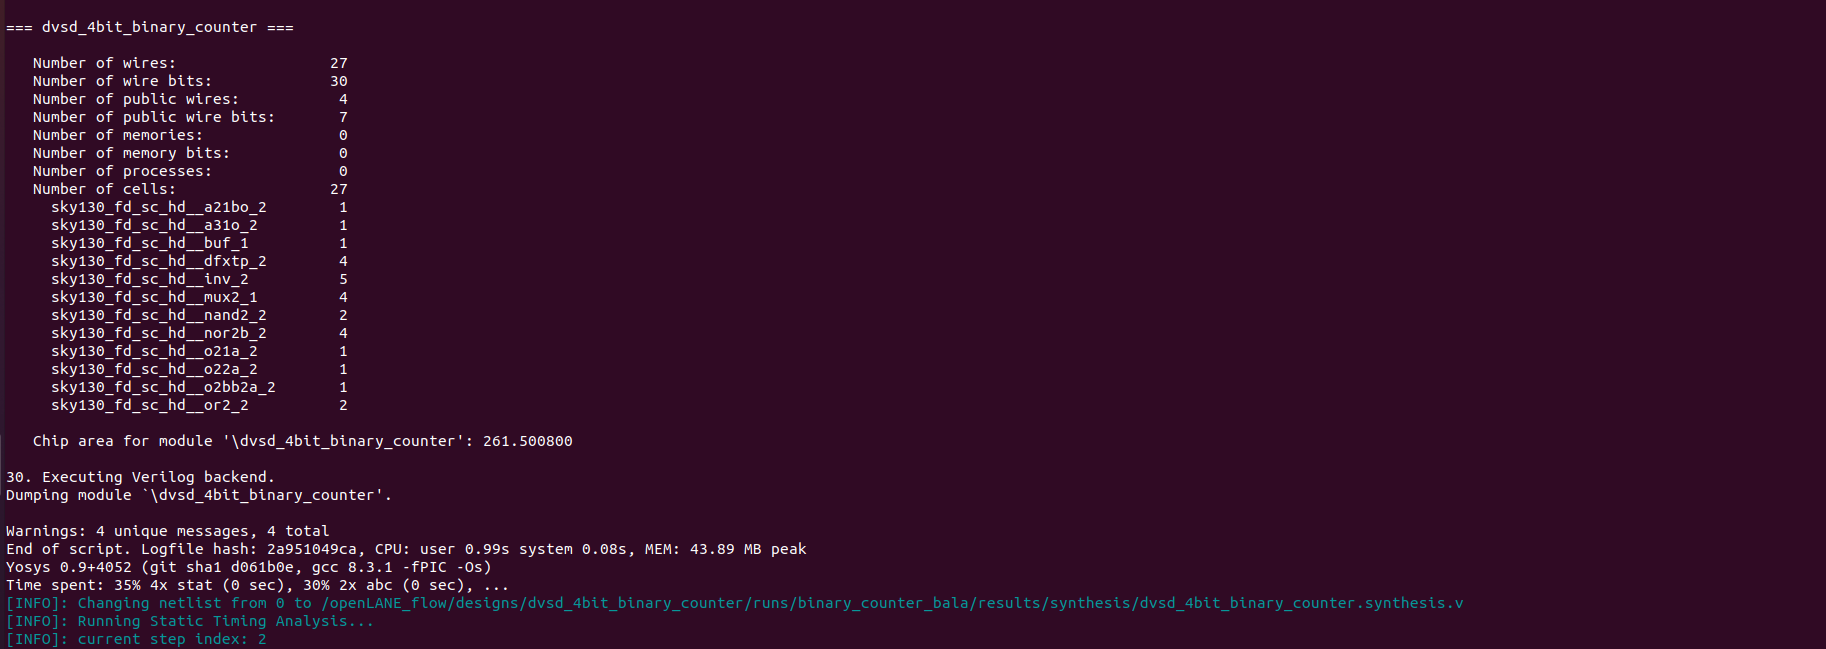 === dvsd_4bit_binary_counter ===
Number of wires: 27
Number of wire bits: 30
Number of public wires: 4
Number of public wire bits: 7
Number of memories: 0
Number of memory bits: 0
Number of processes: 0
Number of cells: 27
sky130_fd_sc_hd__a21bo_2 1
sky130_fd_sc_hd__a31o_2 1
sky130_fd_sc_hd__buf_1 1
sky130_fd_sc_hd__dfxtp_2 4
sky130_fd_sc_hd__inv_2 5
sky130_fd_sc_hd__mux2_1 4
sky130_fd_sc_hd__nand2_2 2
sky130_fd_sc_hd__nor2b_2 4
sky130_fd_sc_hd__o21a_2 1
sky130_fd_sc_hd__o22a_2 1
sky130_fd_sc_hd__o2bb2a_2 1
sky130_fd_sc_hd__or2_2 2
Chip area for module '\dvsd_4bit_binary_counter': 261.500800
30. Executing Verilog backend.
Dumping module `\dvsd_4bit_binary_counter'.
Warnings: 4 unique messages, 4 total
End of script. Logfile hash: 2a951049ca, CPU: user 0.99s system 0.08s, MEM: 43.89 MB peak
Yosys 0.9+4052 (git sha1 d061b0e, gcc 8.3.1 -fPIC -Os)
Time spent: 35% 4x stat (0 sec), 30% 2x abc (0 sec), ...
[INFO]: Changing netlist from 0 to /openLANE_flow/designs/dvsd_4bit_binary_counter/runs/binary_counter_bala/results/synthesis/dvsd_4bit_binary_counter.synthesis.v
[INFO]: Running Static Timing Analysis...
[INFO]: current step index: 2